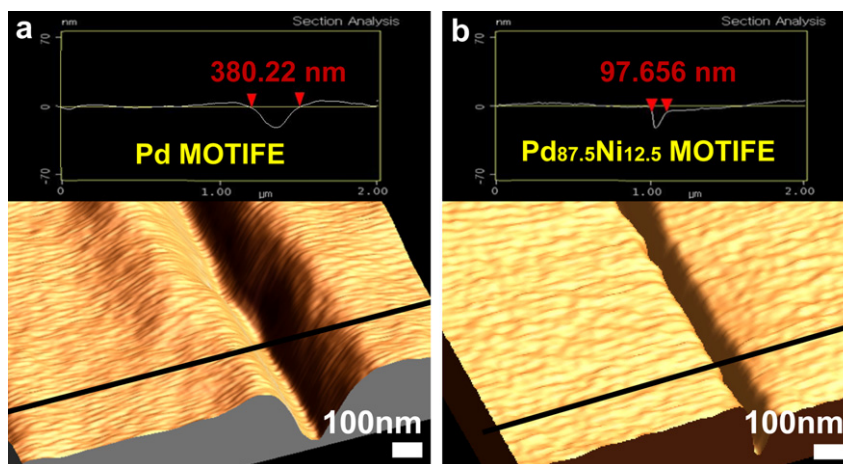 a
nm
Section Analysis
70
380.22 nm
0
Pd MOTIFE
-70
0
1.00
2.00
µm
100nm
b
nm
Section Analysis
70
97.656 nm
0
Pd87.5Ni12.5 MOTIFE
-70
0
1.00
2.00
µm
100nm